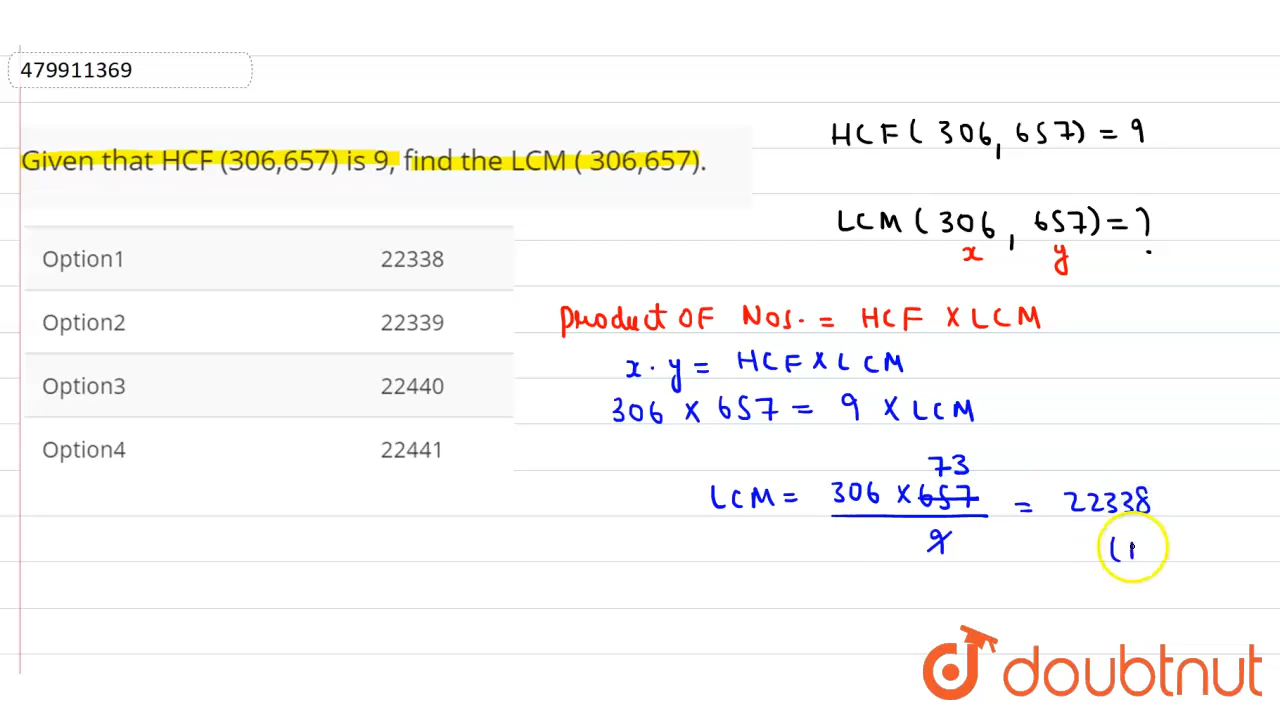 479911369
Given that HCF (306,657) is 9, find the LCM ( 306,657).
Option1 22338
Option2 22339
Option3 22440
Option4 22441
HCF( 306, 657) = 9
LCM ( 306, 657) = ?
x y
Product OF Nos. = HCF X LCM
x. y = HCF X LCM
306 X 657 = 9 X LCM
73
LCM = 306 X 657 = 22338
9
(1
doubtnut